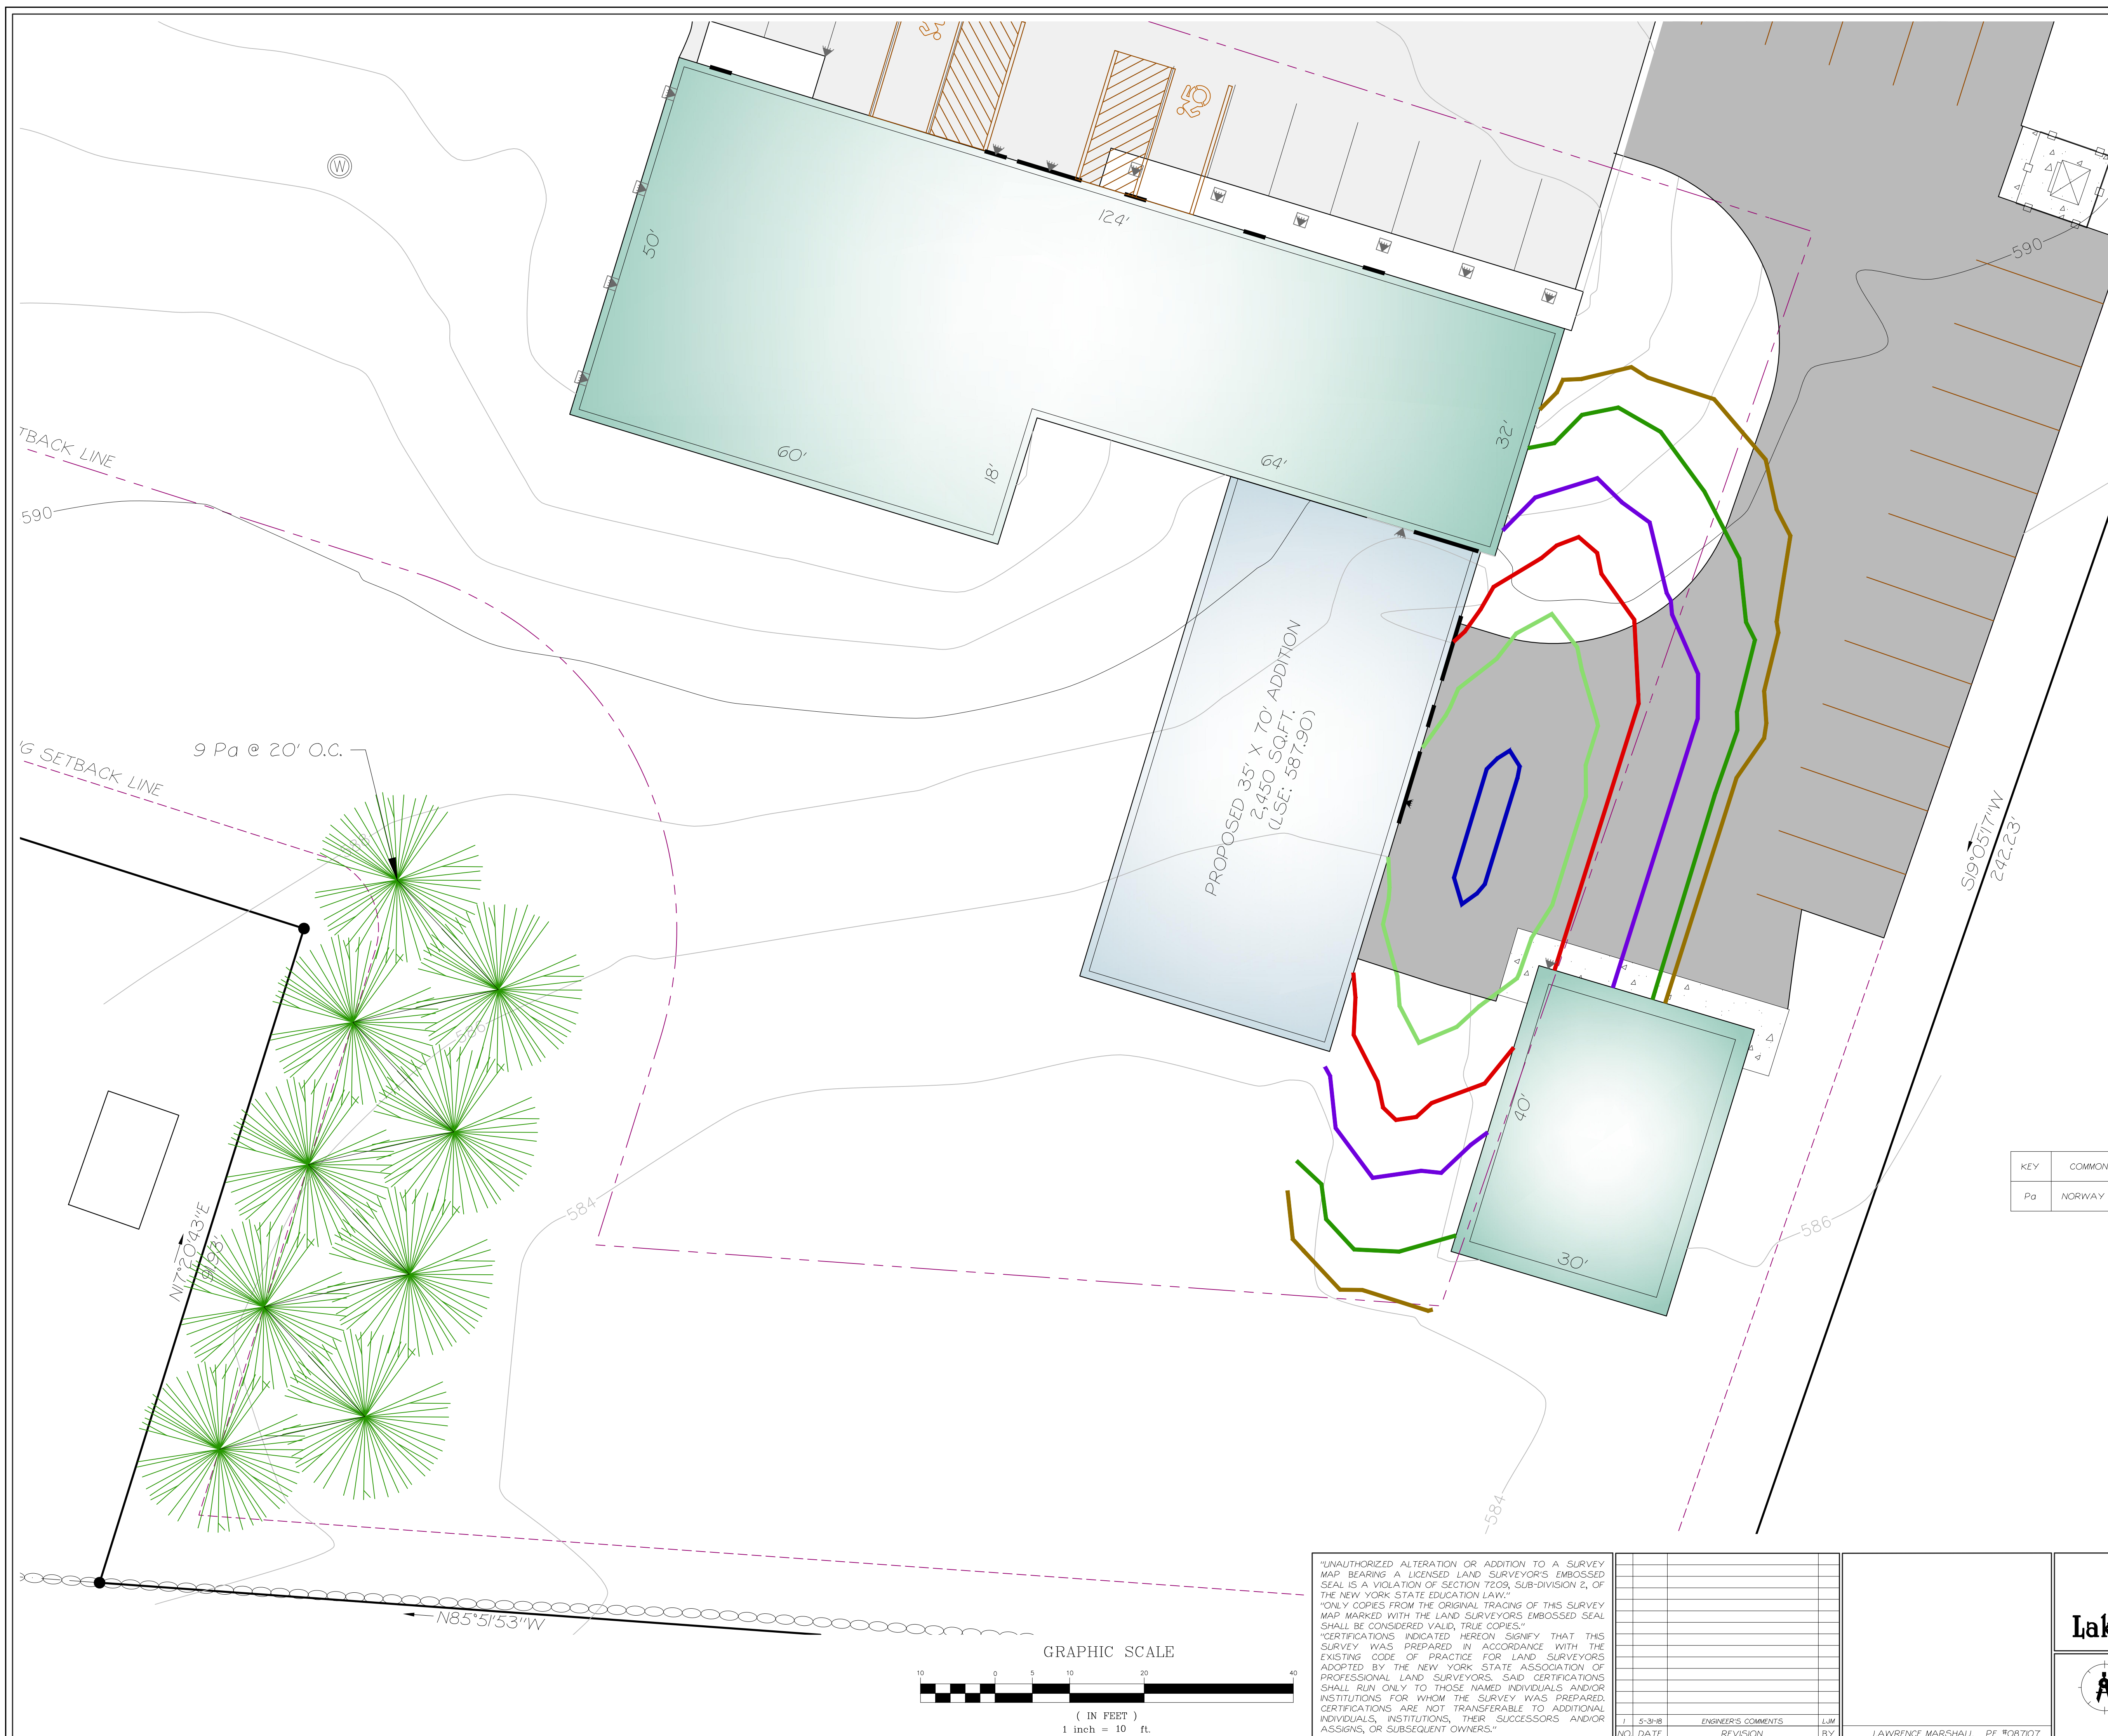 W
124'
50'
60'
18'
64'
32'
590
590
TBACK LINE
'G SETBACK LINE
9 Pa @ 20' O.C.
PROPOSED 35' X 70' ADDITION
2,450 SQ.FT.
(LSE: 587.90)
588
586
584
S19°05'17"W
242.23'
N17°20'43"E
40'
30'
586
584
KEY COMMON
Pa NORWAY
N85°51'53"W
GRAPHIC SCALE
10 0 5 10 20 40
( IN FEET )
1 inch = 10 ft.
"UNAUTHORIZED ALTERATION OR ADDITION TO A SURVEY
MAP BEARING A LICENSED LAND SURVEYOR'S EMBOSSED
SEAL IS A VIOLATION OF SECTION 7209, SUB-DIVISION 2, OF
THE NEW YORK STATE EDUCATION LAW."
"ONLY COPIES FROM THE ORIGINAL TRACING OF THIS SURVEY
MAP MARKED WITH THE LAND SURVEYORS EMBOSSED SEAL
SHALL BE CONSIDERED VALID, TRUE COPIES."
"CERTIFICATIONS INDICATED HEREON SIGNIFY THAT THIS
SURVEY WAS PREPARED IN ACCORDANCE WITH THE
EXISTING CODE OF PRACTICE FOR LAND SURVEYORS
ADOPTED BY THE NEW YORK STATE ASSOCIATION OF
PROFESSIONAL LAND SURVEYORS. SAID CERTIFICATIONS
SHALL RUN ONLY TO THOSE NAMED INDIVIDUALS AND/OR
INSTITUTIONS FOR WHOM THE SURVEY WAS PREPARED.
CERTIFICATIONS ARE NOT TRANSFERABLE TO ADDITIONAL
INDIVIDUALS, INSTITUTIONS, THEIR SUCCESSORS AND/OR
ASSIGNS, OR SUBSEQUENT OWNERS."
1 5-31-18 ENGINEER'S COMMENTS LJM
NO. DATE REVISION BY
LAWRENCE MARSHALL P.E. #087107
Lak